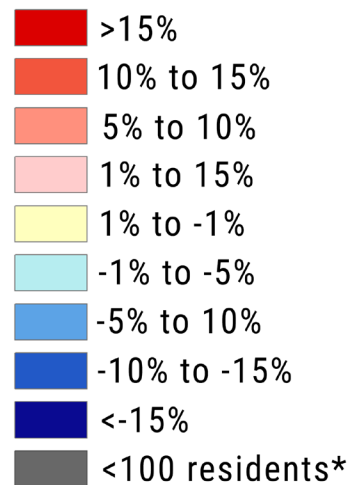 >15%
10% to 15%
5% to 10%
1% to 15%
1% to -1%
-1% to -5%
-5% to 10%
-10% to -15%
<-15%
<100 residents*